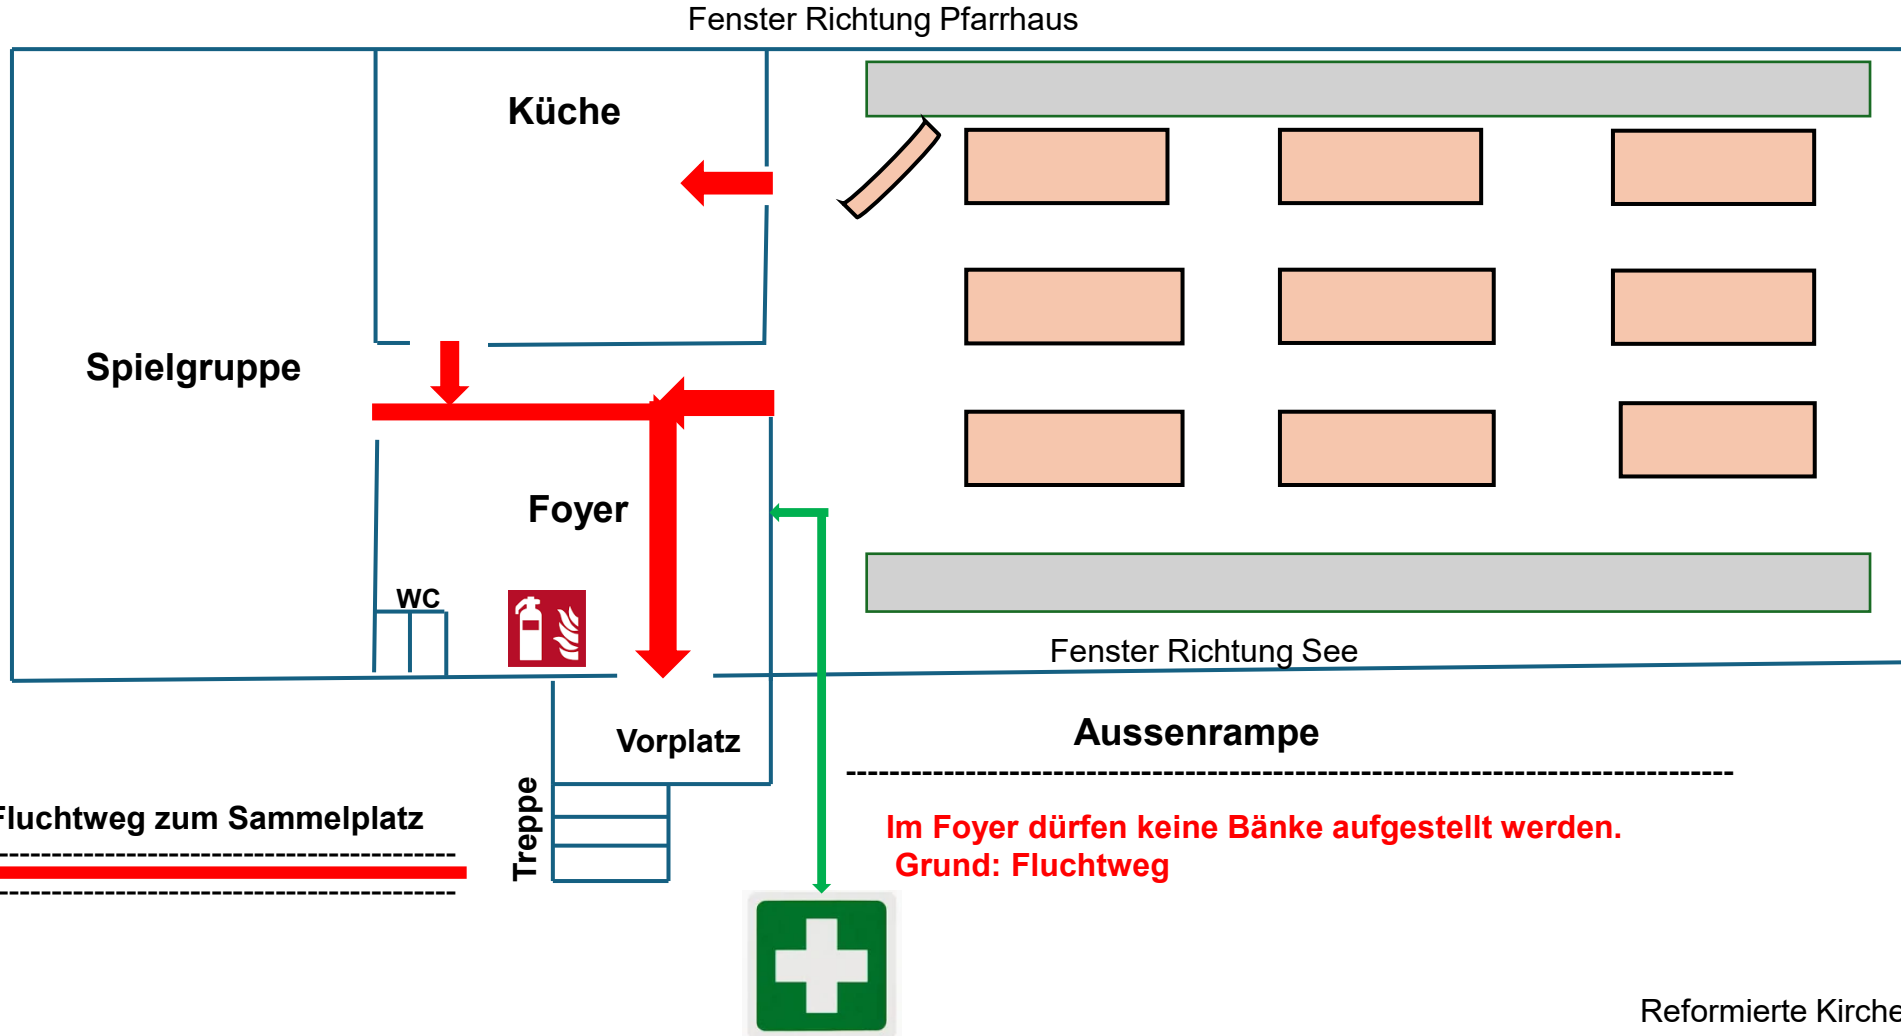 Fenster Richtung Pfarrhaus
Küche
Spielgruppe
Foyer
WC
Fenster Richtung See
Vorplatz
Aussenrampe
Treppe
Fluchtweg zum Sammelplatz
Im Foyer dürfen keine Bänke aufgestellt werden.
Grund: Fluchtweg
Reformierte Kirche